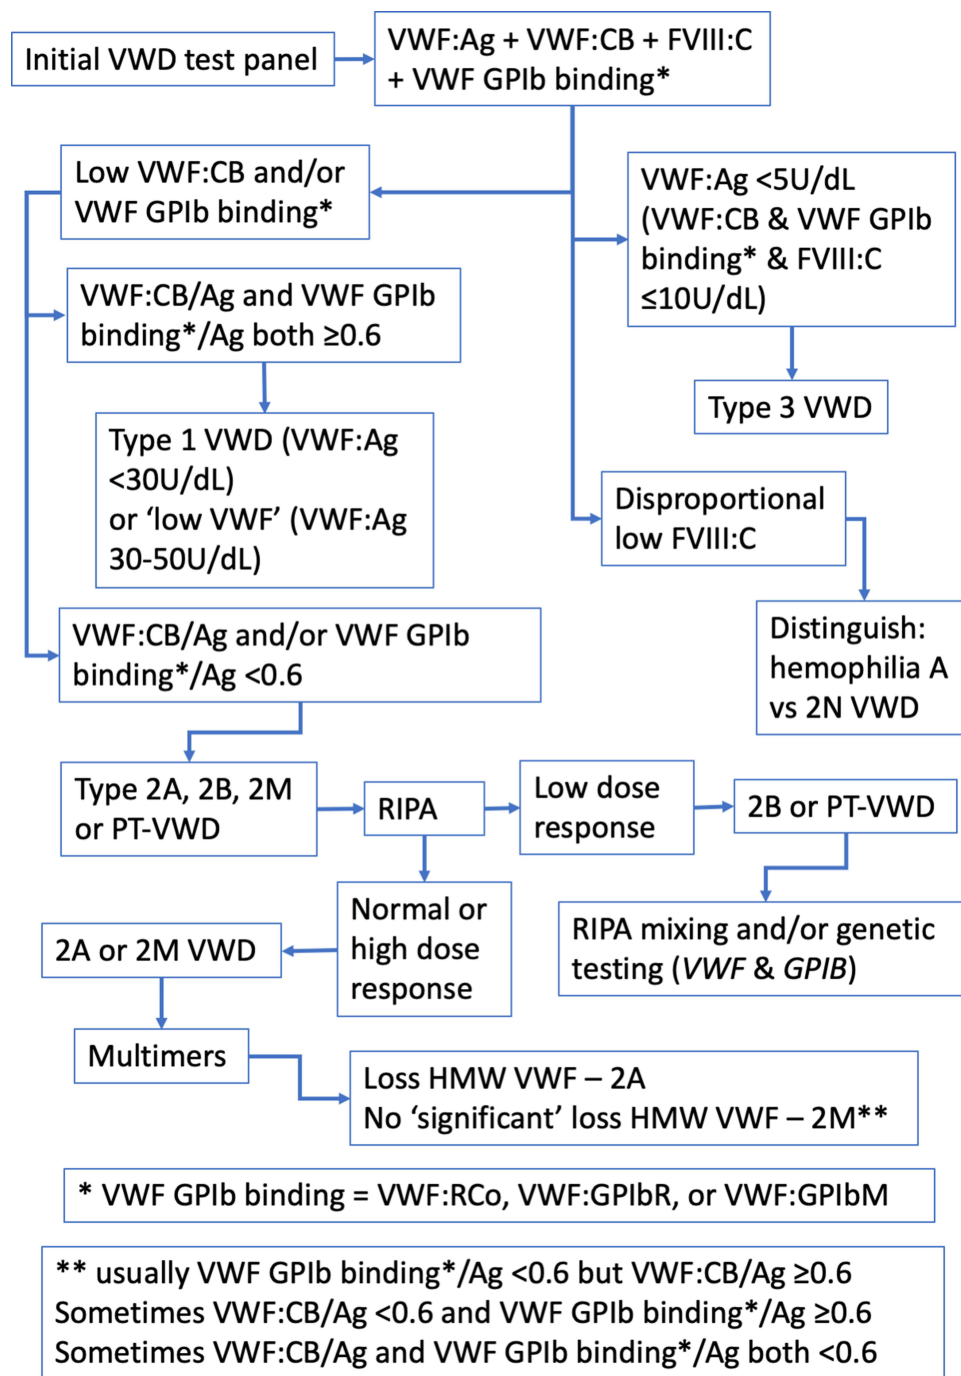 Initial VWD test panel
VWF:Ag + VWF:CB + FVIII:C
+ VWF GPIb binding*
Low VWF:CB and/or
VWF GPIb binding*
VWF:Ag <5U/dL
(VWF:CB & VWF GPIb
binding* & FVIII:C
≤10U/dL)
VWF:CB/Ag and VWF GPIb
binding*/Ag both ≥0.6
Type 3 VWD
Type 1 VWD (VWF:Ag
<30U/dL)
or ‘low VWF’ (VWF:Ag
30-50U/dL)
Disproportional
low FVIII:C
VWF:CB/Ag and/or VWF GPIb
binding*/Ag <0.6
Distinguish:
hemophilia A
vs 2N VWD
Type 2A, 2B, 2M
or PT-VWD
RIPA
Low dose
response
2B or PT-VWD
Normal or
high dose
response
RIPA mixing and/or genetic
testing (VWF & GPIB)
2A or 2M VWD
Multimers
Loss HMW VWF – 2A
No ‘significant’ loss HMW VWF – 2M**
* VWF GPIb binding = VWF:RCo, VWF:GPIbR, or VWF:GPIbM
** usually VWF GPIb binding*/Ag <0.6 but VWF:CB/Ag ≥0.6
Sometimes VWF:CB/Ag <0.6 and VWF GPIb binding*/Ag ≥0.6
Sometimes VWF:CB/Ag and VWF GPIb binding*/Ag both <0.6